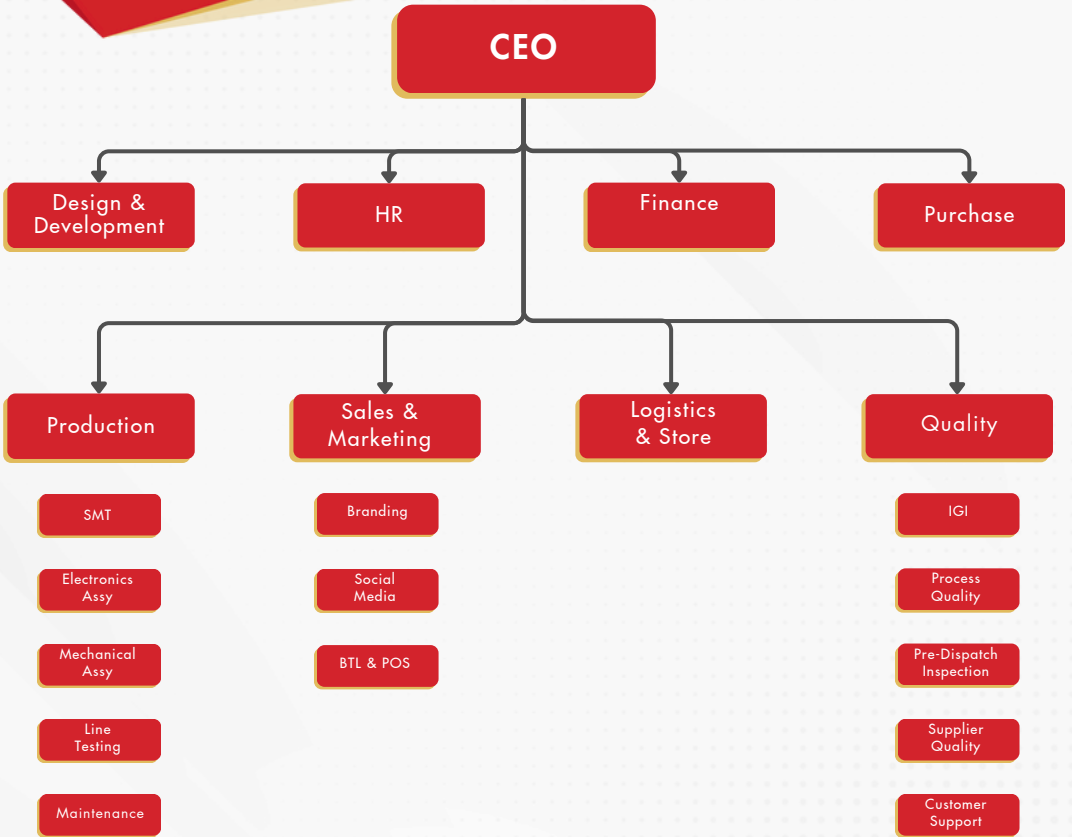 CEO
Design &
Development
HR
Finance
Purchase
Production
Sales &
Marketing
Logistics
& Store
Quality
SMT
Branding
IGI
Electronics
Assy
Social
Media
Process
Quality
Mechanical
Assy
BTL & POS
Pre-Dispatch
Inspection
Line
Testing
Supplier
Quality
Maintenance
Customer
Support